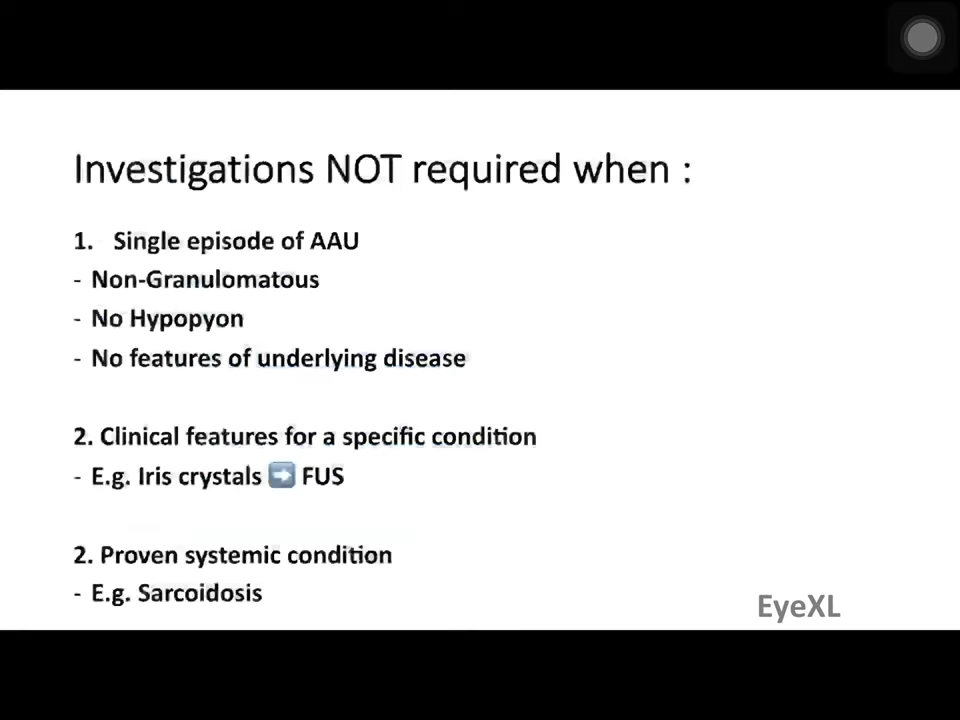 Investigations NOT required when :
1. Single episode of AAU
- Non-Granulomatous
- No Hypopyon
- No features of underlying disease
2. Clinical features for a specific condition
- E.g. Iris crystals ➡️ FUS
2. Proven systemic condition
- E.g. Sarcoidosis
EyeXL